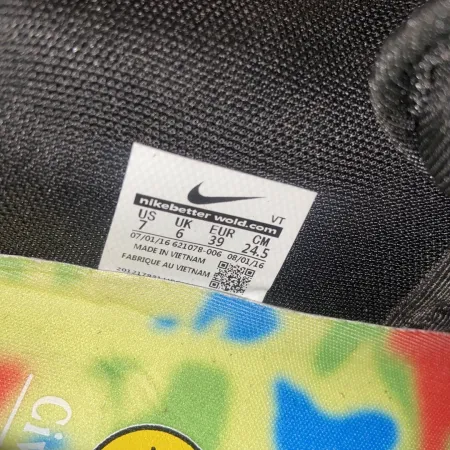 VT
nikebetter wold.com
US UK EUR CM
7 6 39 24.5
07/01/16 621078-006 08/01/16
MADE IN VIETNAM
FABRIQUE AU VIETNAM